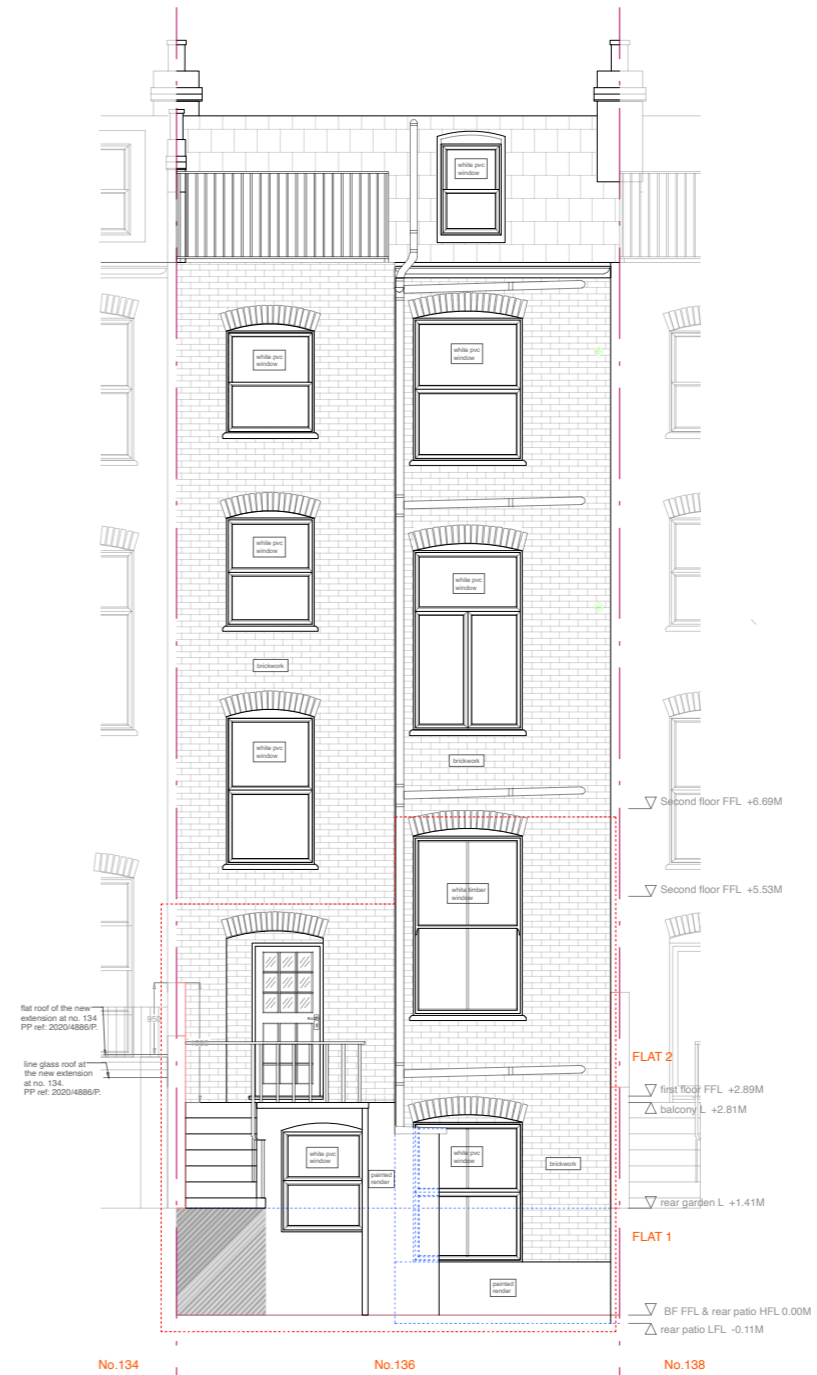 white pvc
window
white pvc
window
white pvc
window
white pvc
window
white pvc
window
brickwork
white pvc
window
brickwork
Second floor FFL +6.69M
white timber
window
Second floor FFL +5.53M
flat roof of the new
extension at no. 134
PP ref: 2020/4886/P.
line glass roof at
the new extension
at no. 134.
PP ref: 2020/4886/P.
FLAT 2
first floor FFL +2.89M
balcony L +2.81M
white pvc
window
white pvc
window
brickwork
painted
render
rear garden L +1.41M
FLAT 1
painted
render
BF FFL & rear patio HFL 0.00M
rear patio LFL -0.11M
No.134
No.136
No.138